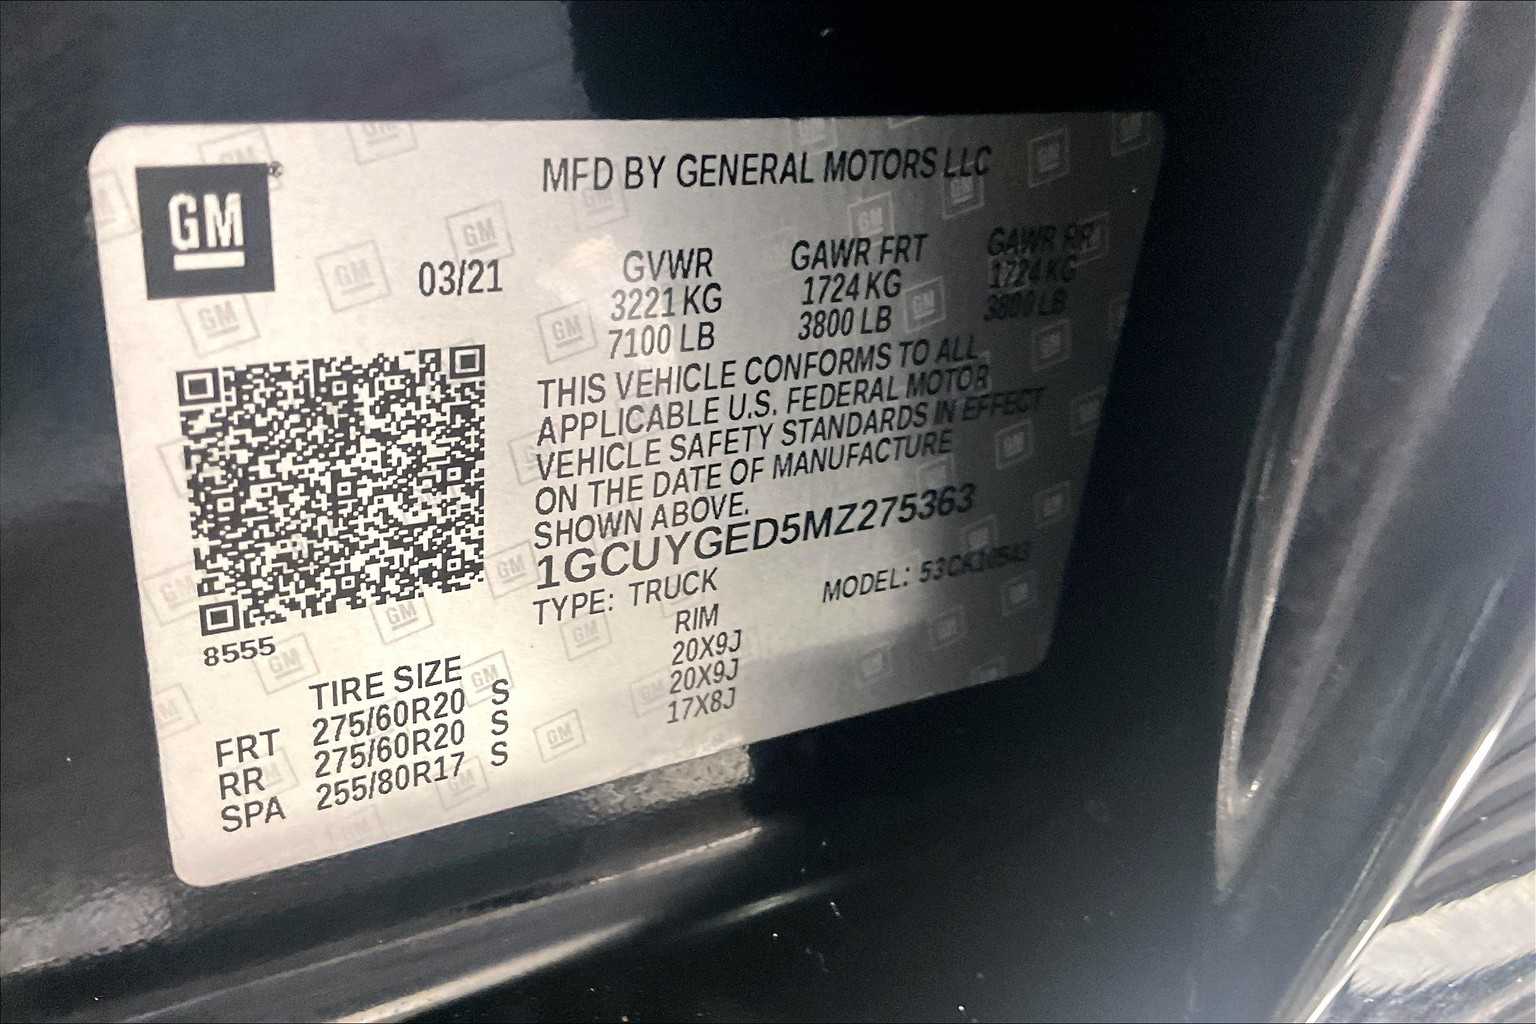 GM
MFD BY GENERAL MOTORS LLC
03/21
GVWR GAWR FRT GAWR RR
3221 KG 1724 KG 1724 KG
7100 LB 3800 LB 3800 LB
THIS VEHICLE CONFORMS TO ALL
APPLICABLE U.S. FEDERAL MOTOR
VEHICLE SAFETY STANDARDS IN EFFECT
ON THE DATE OF MANUFACTURE
SHOWN ABOVE.
1GCUYGED5MZ275363
TYPE: TRUCK MODEL:
8555
TIRE SIZE RIM
FRT 275/60R20 S 20X9J
RR 275/60R20 S 20X9J
SPA 255/80R17 S 17X8J